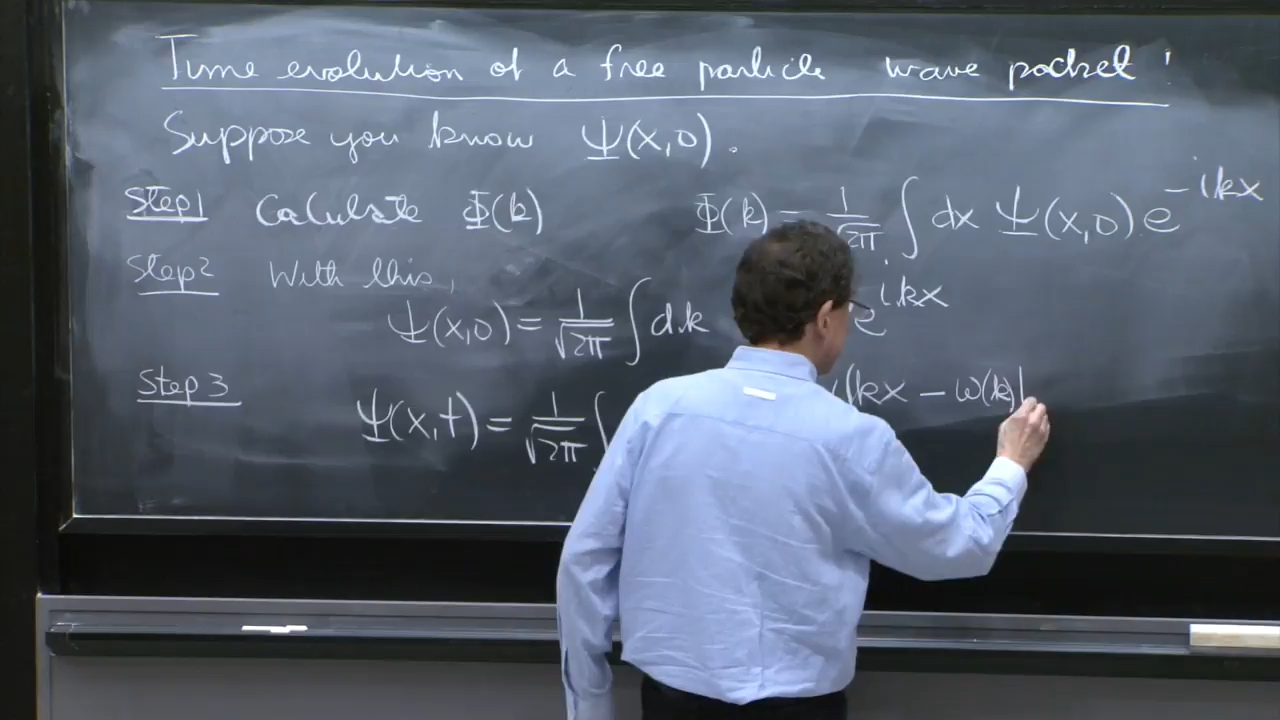 Time evolution of a free particle wave packet!
Suppose you know Ψ(x,0).
Step1 Calculate Φ(k) Φ(k) = 1/√2π ∫ dx Ψ(x,0) e^{-ikx}
Step2 With this,
Ψ(x,0) = 1/√2π ∫ dk e^{ikx}
Step 3
Ψ(x,t) = 1/√2π ∫ (kx - ω(k)